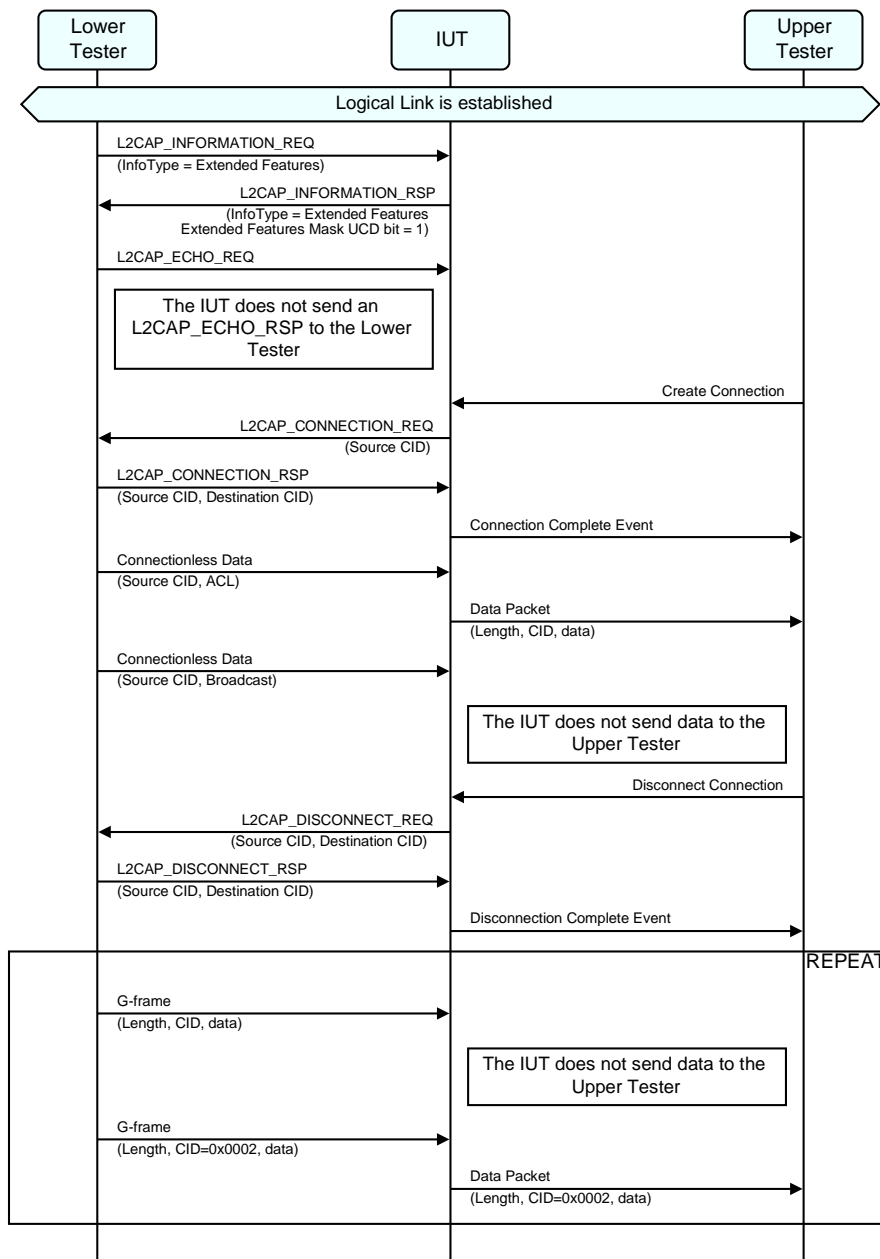 Lower
Tester
IUT
Upper
Tester
Logical Link is established
L2CAP_INFORMATION_REQ
(InfoType = Extended Features)
L2CAP_INFORMATION_RSP
(InfoType = Extended Features
Extended Features Mask UCD bit = 1)
L2CAP_ECHO_REQ
The IUT does not send an
L2CAP_ECHO_RSP to the Lower
Tester
Create Connection
L2CAP_CONNECTION_REQ
(Source CID)
L2CAP_CONNECTION_RSP
(Source CID, Destination CID)
Connection Complete Event
Connectionless Data
(Source CID, ACL)
Data Packet
(Length, CID, data)
Connectionless Data
(Source CID, Broadcast)
The IUT does not send data to the
Upper Tester
Disconnect Connection
L2CAP_DISCONNECT_REQ
(Source CID, Destination CID)
L2CAP_DISCONNECT_RSP
(Source CID, Destination CID)
Disconnection Complete Event
REPEAT
G-frame
(Length, CID, data)
The IUT does not send data to the
Upper Tester
G-frame
(Length, CID=0x0002, data)
Data Packet
(Length, CID=0x0002, data)